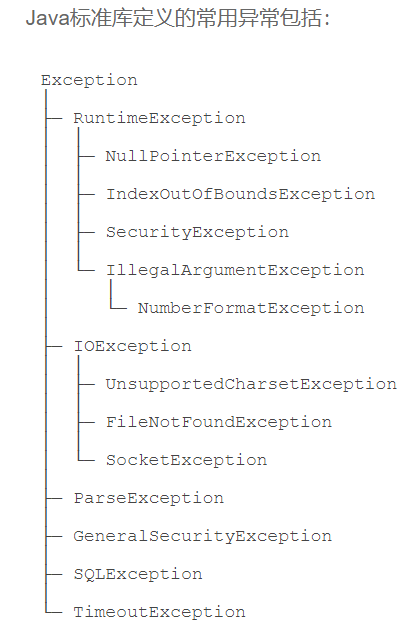 Java标准库定义的常用异常包括：
Exception
├─ RuntimeException
├─ NullPointerException
├─ IndexOutOfBoundsException
├─ SecurityException
└─ IllegalArgumentException
└─ NumberFormatException
├─ IOException
├─ UnsupportedCharsetException
├─ FileNotFoundException
└─ SocketException
├─ ParseException
├─ GeneralSecurityException
├─ SQLException
└─ TimeoutException